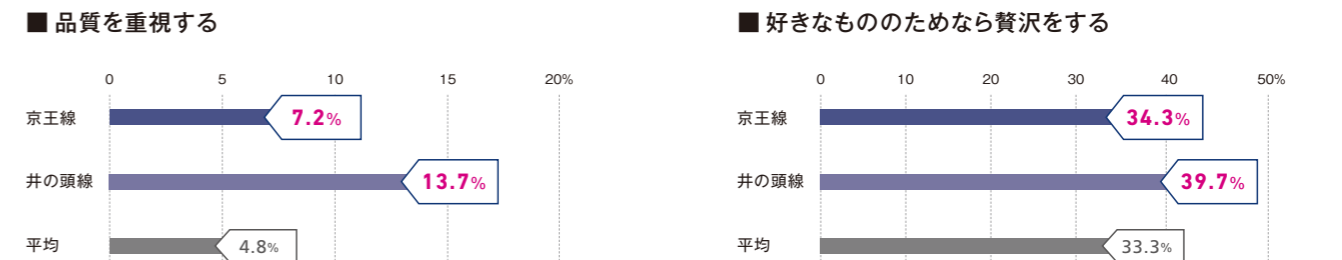 ■ 品質を重視する
0 5 10 15 20%
京王線 7.2%
井の頭線 13.7%
平均 4.8%
■ 好きなもののためなら贅沢をする
0 10 20 30 40 50%
京王線 34.3%
井の頭線 39.7%
平均 33.3%